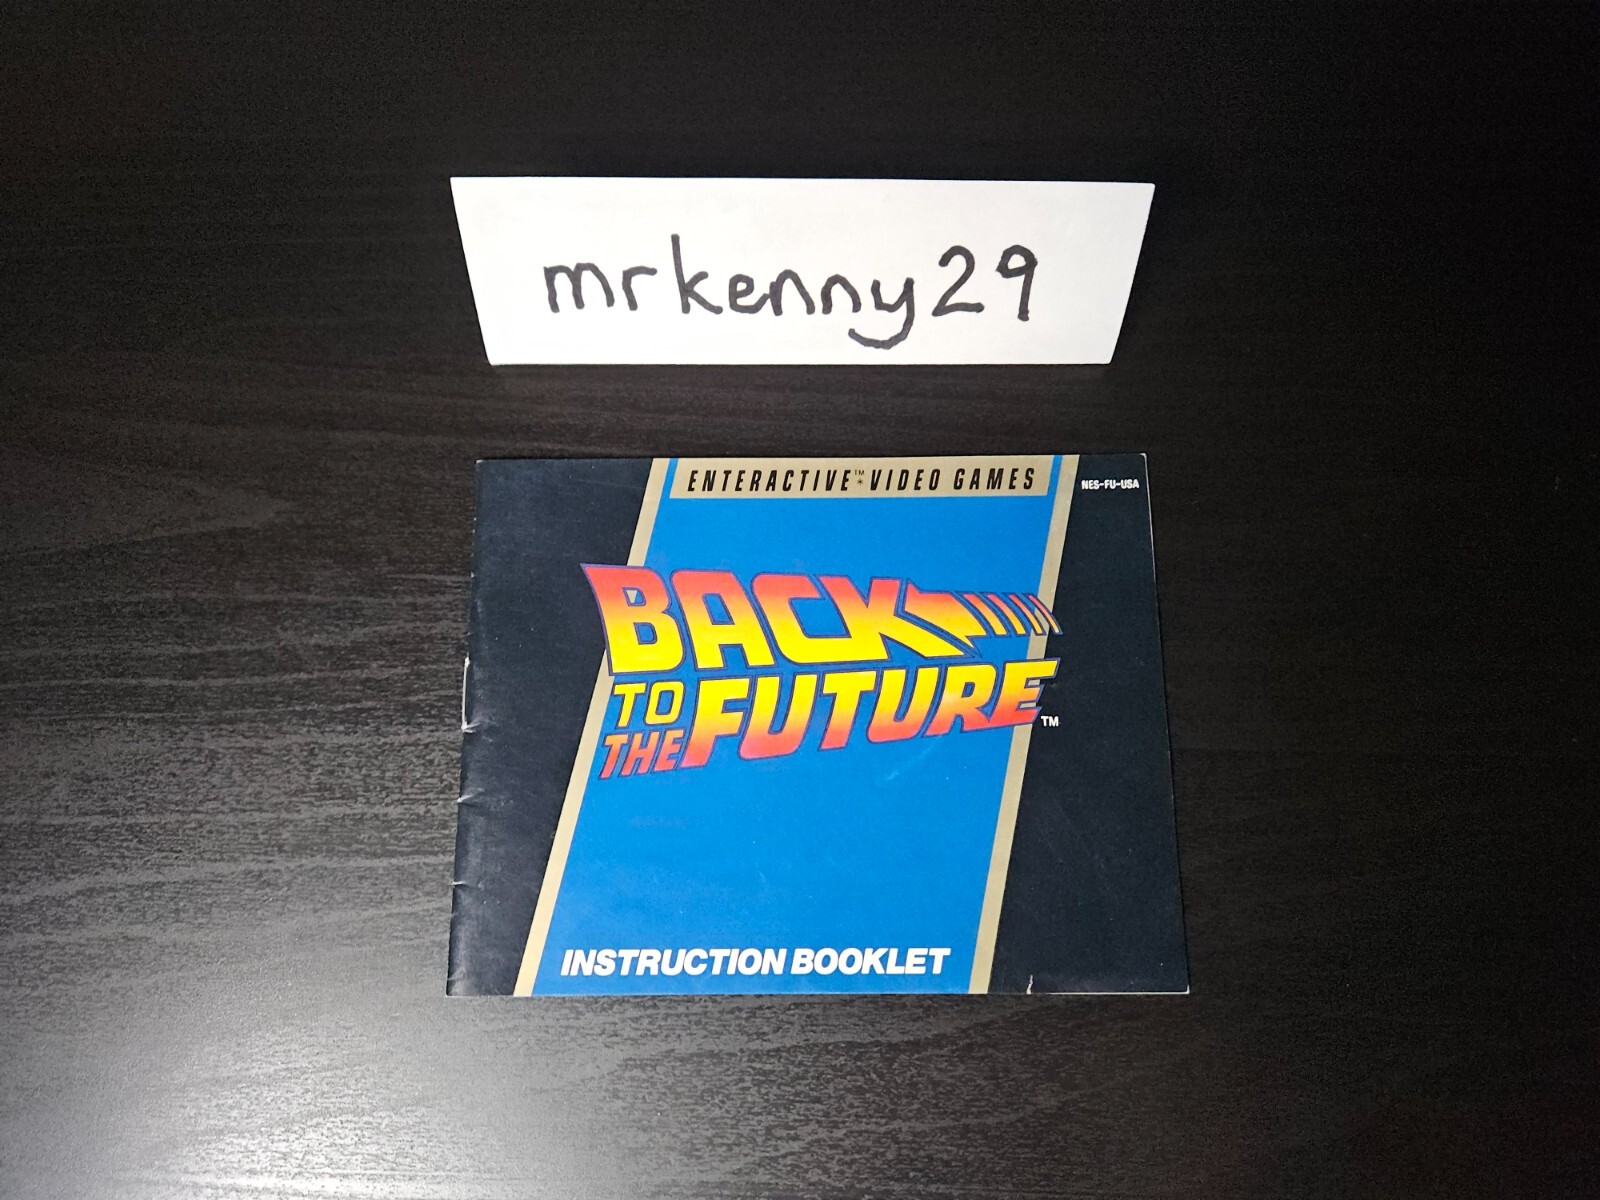 mrkenny29
ENTERACTIVE™ VIDEO GAMES
NES-FU-USA
BACK
TO
THE FUTURE™
INSTRUCTION BOOKLET